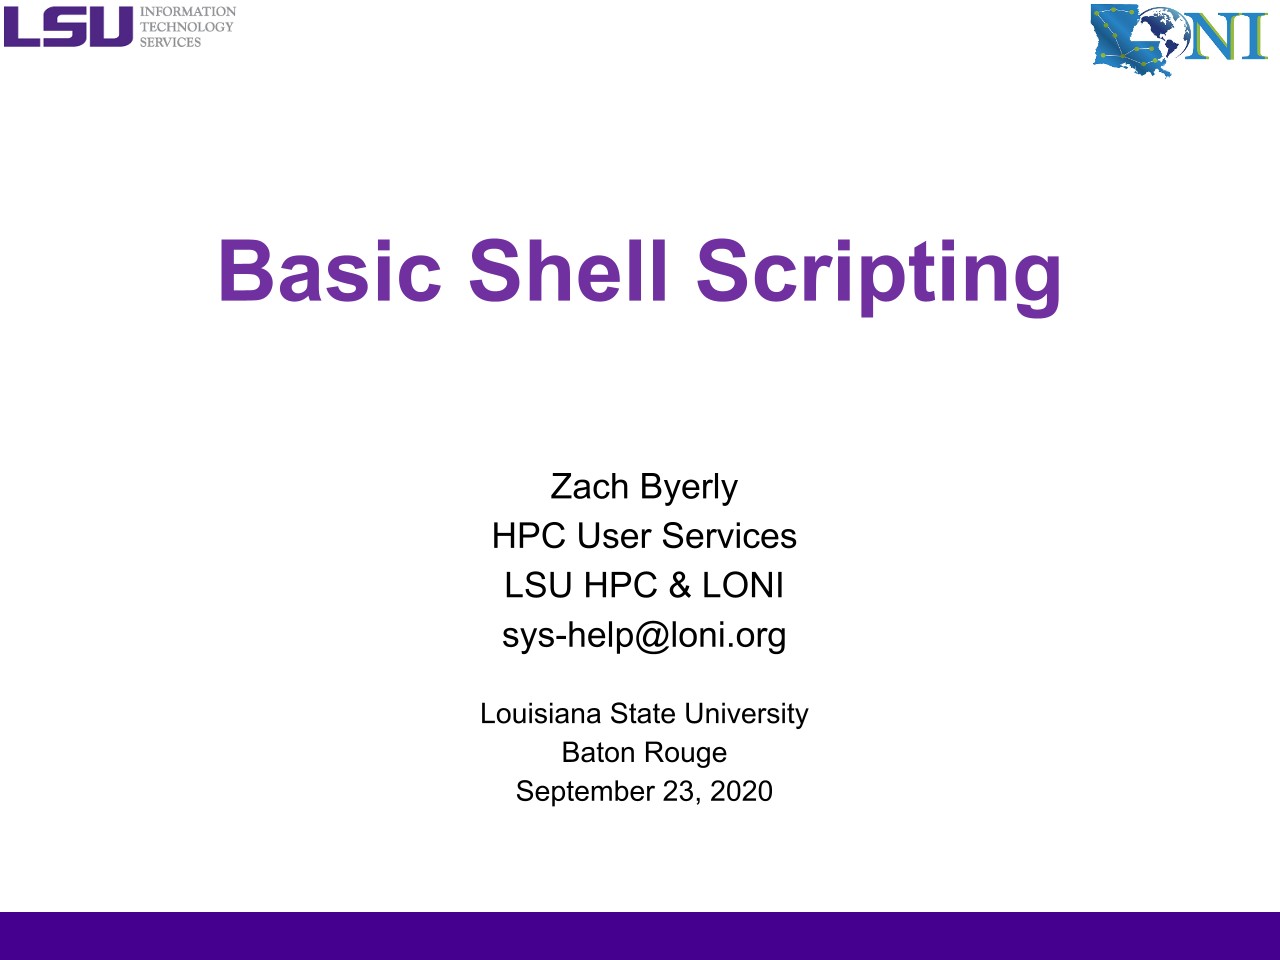 LSU INFORMATION
TECHNOLOGY
SERVICES
LONI
Basic Shell Scripting
Zach Byerly
HPC User Services
LSU HPC & LONI
sys-help@loni.org
Louisiana State University
Baton Rouge
September 23, 2020